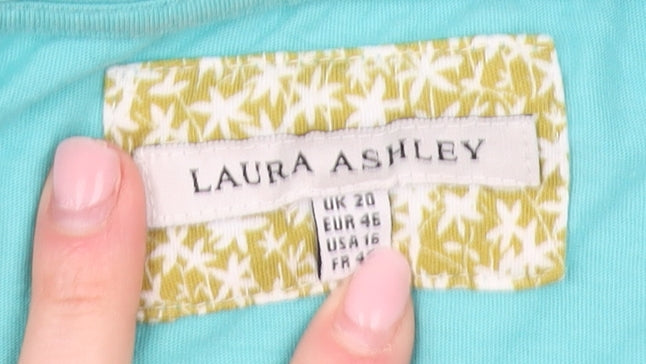 LAURA ASHLEY
UK 20
EUR 46
USA 16
FR